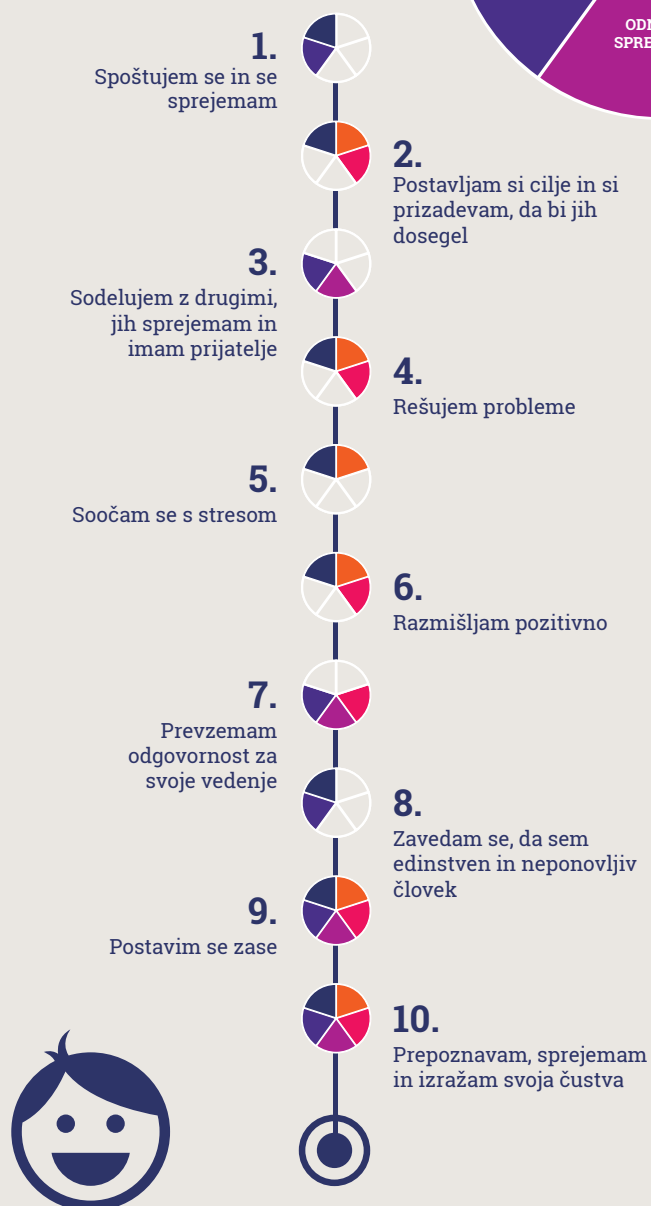 1.
Spoštujem se in se
sprejemam
2.
Postavljam si cilje in si
prizadevam, da bi jih
dosegel
3.
Sodelujem z drugimi,
jih sprejemam in
imam prijatelje
4.
Rešujem probleme
5.
Soočam se s stresom
6.
Razmišljam pozitivno
7.
Prevzemam
odgovornost za
svoje vedenje
8.
Zavedam se, da sem
edinstven in neponovljiv
človek
9.
Postavim se zase
10.
Prepoznavam, sprejemam
in izražam svoja čustva